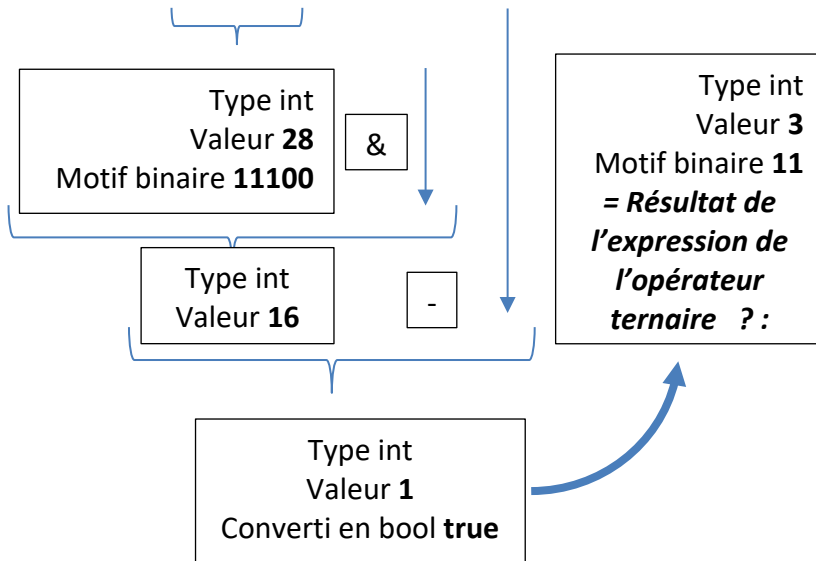 Type int
Valeur 28
Motif binaire 11100
&
Type int
Valeur 3
Motif binaire 11
= Résultat de
l’expression de
l’opérateur
ternaire ? :
Type int
Valeur 16
-
Type int
Valeur 1
Converti en bool true